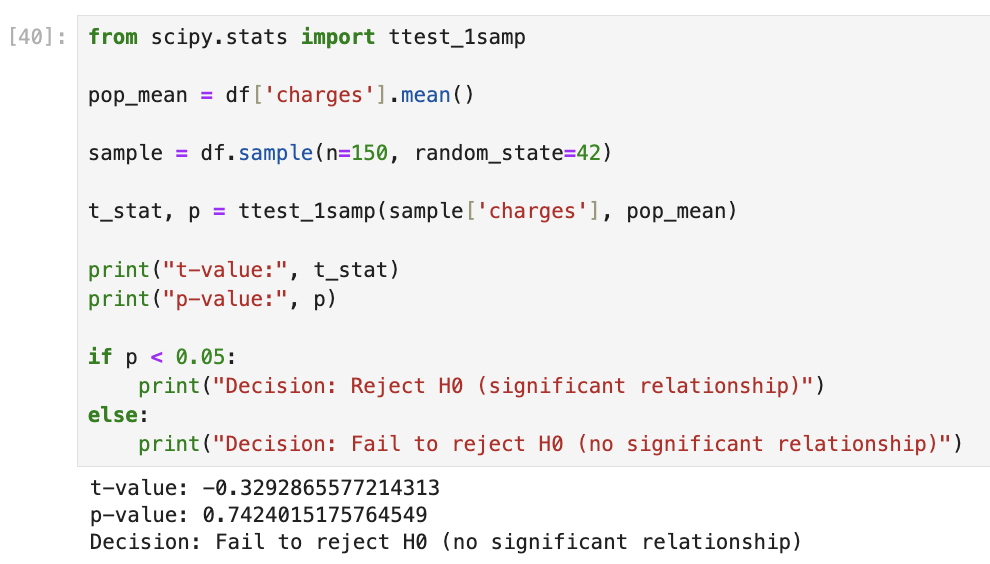 [40]: from scipy.stats import ttest_1samp
pop_mean = df['charges'].mean()
sample = df.sample(n=150, random_state=42)
t_stat, p = ttest_1samp(sample['charges'], pop_mean)
print("t-value:", t_stat)
print("p-value:", p)
if p < 0.05:
    print("Decision: Reject H0 (significant relationship)")
else:
    print("Decision: Fail to reject H0 (no significant relationship)")
t-value: -0.3292865577214313
p-value: 0.7424015175764549
Decision: Fail to reject H0 (no significant relationship)